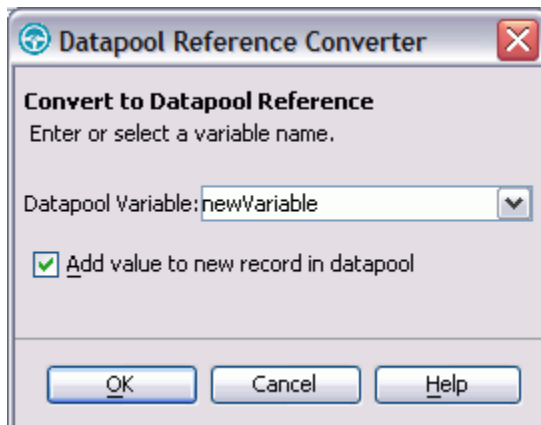 Datapool Reference Converter
Convert to Datapool Reference
Enter or select a variable name.
Datapool Variable: newVariable
Add value to new record in datapool
OK Cancel Help